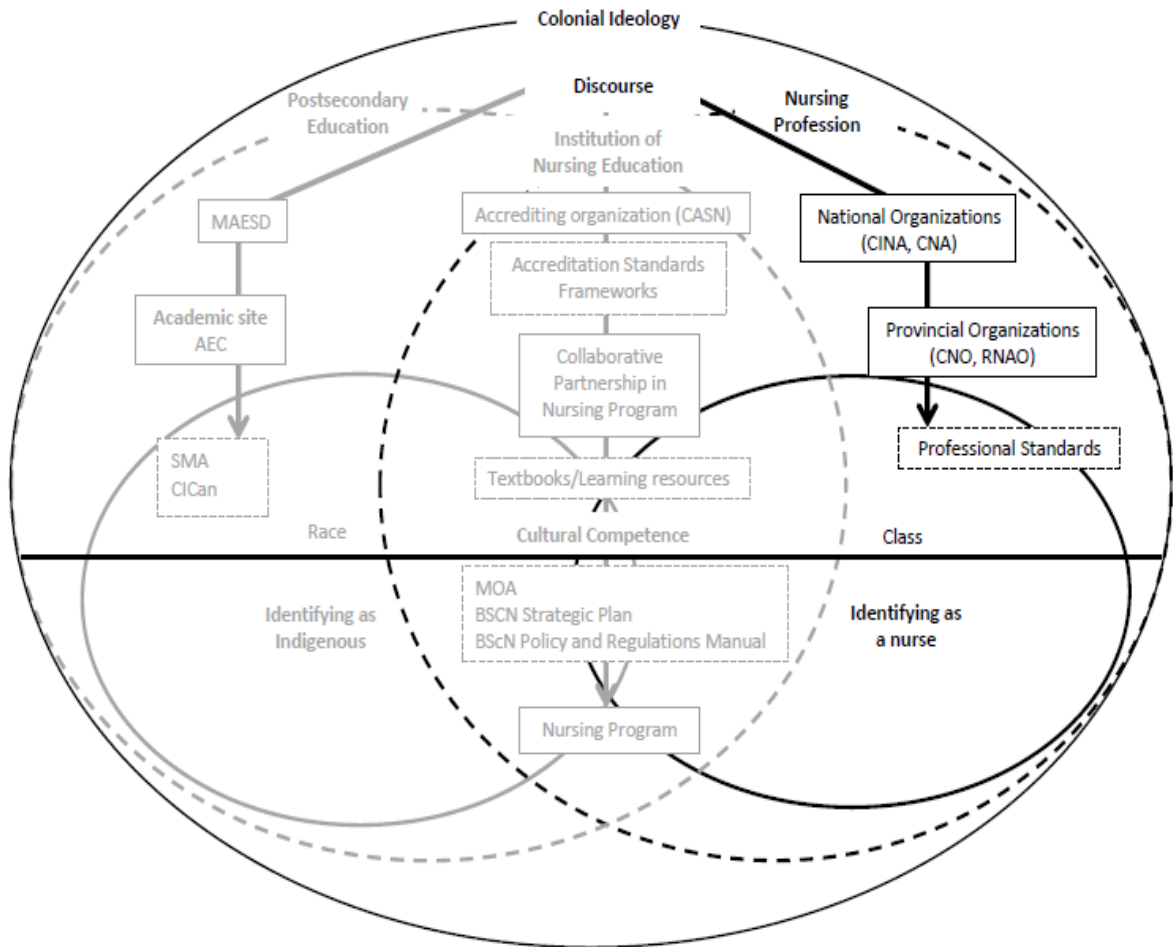 Colonial Ideology
Discourse
Postsecondary
Education
Nursing
Profession
Institution of
Nursing Education
MAESD
Accrediting organization (CASN)
National Organizations
(CINA, CNA)
Accreditation Standards
Frameworks
Academic site
AEC
Provincial Organizations
(CNO, RNAO)
Collaborative
Partnership in
Nursing Program
SMA
CICan
Professional Standards
Textbooks/Learning resources
Race
Cultural Competence
Class
MOA
BSCN Strategic Plan
BScN Policy and Regulations Manual
Identifying as
Indigenous
Identifying as
a nurse
Nursing Program